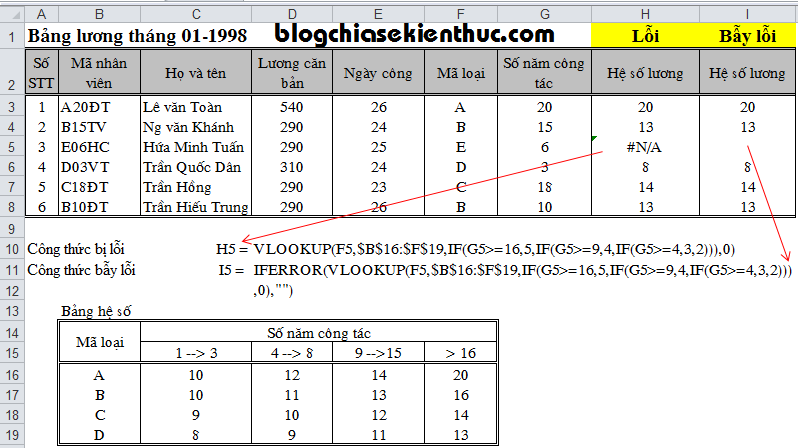 A B C D E F G H I
1 Bảng lương tháng 01-1998 blogchiasekienthuc.com Lỗi Bẫy lỗi
2 Số STT Mã nhân viên Họ và tên Lương căn bản Ngày công Mã loại Số năm công tác Hệ số lương Hệ số lương
3 1 A20ĐT Lê văn Toàn 540 26 A 20 20 20
4 2 B15TV Ng văn Khánh 290 24 B 15 13 13
5 3 E06HC Hứa Minh Tuấn 290 25 E 6 #N/A
6 4 D03VT Trần Quốc Dân 310 24 D 3 8 8
7 5 C18ĐT Trần Hồng 290 23 C 18 14 14
8 6 B10ĐT Trần Hiếu Trung 290 26 B 10 13 13
9
10 Công thức bị lỗi H5 = VLOOKUP(F5,$B$16:$F$19,IF(G5>=16,5,IF(G5>=9,4,IF(G5>=4,3,2))),0)
11 Công thức bẫy lỗi I5 = IFERROR(VLOOKUP(F5,$B$16:$F$19,IF(G5>=16,5,IF(G5>=9,4,IF(G5>=4,3,2)))
12 ,0),"")
13 Bảng hệ số
14 Mã loại Số năm công tác
15 1 --> 3 4 --> 8 9 -->15 > 16
16 A 10 12 14 20
17 B 10 11 13 16
18 C 9 10 12 14
19 D 8 9 11 13